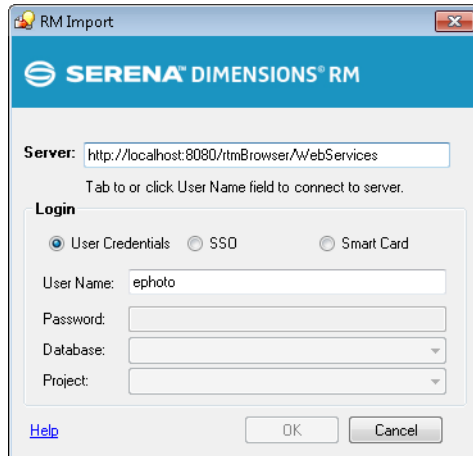 RM Import
SERENA™ DIMENSIONS® RM
Server: http://localhost:8080/rtmBrowser/WebServices
Tab to or click User Name field to connect to server.
Login
User Credentials SSO Smart Card
User Name: ephoto
Password:
Database:
Project:
Help OK Cancel